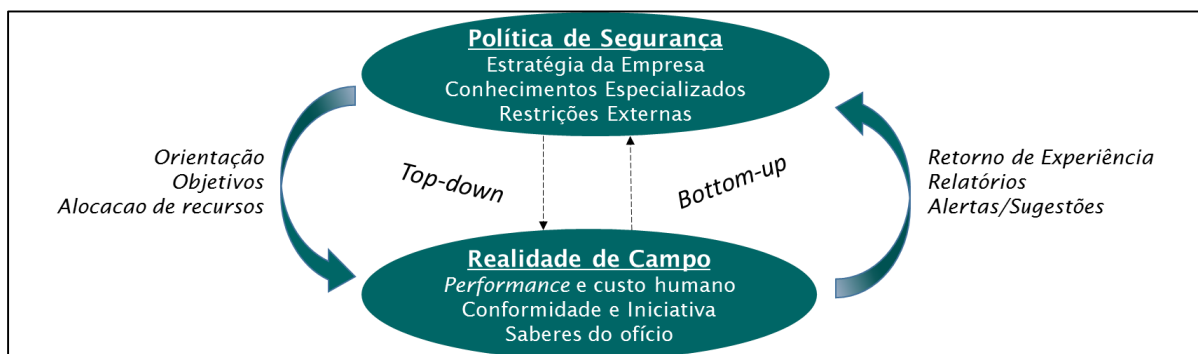 Política de Segurança
Estratégia da Empresa
Conhecimentos Especializados
Restrições Externas
Orientação
Objetivos
Alocacao de recursos
Top-down
Bottom-up
Retorno de Experiência
Relatórios
Alertas/Sugestões
Realidade de Campo
Performance e custo humano
Conformidade e Iniciativa
Saberes do ofício